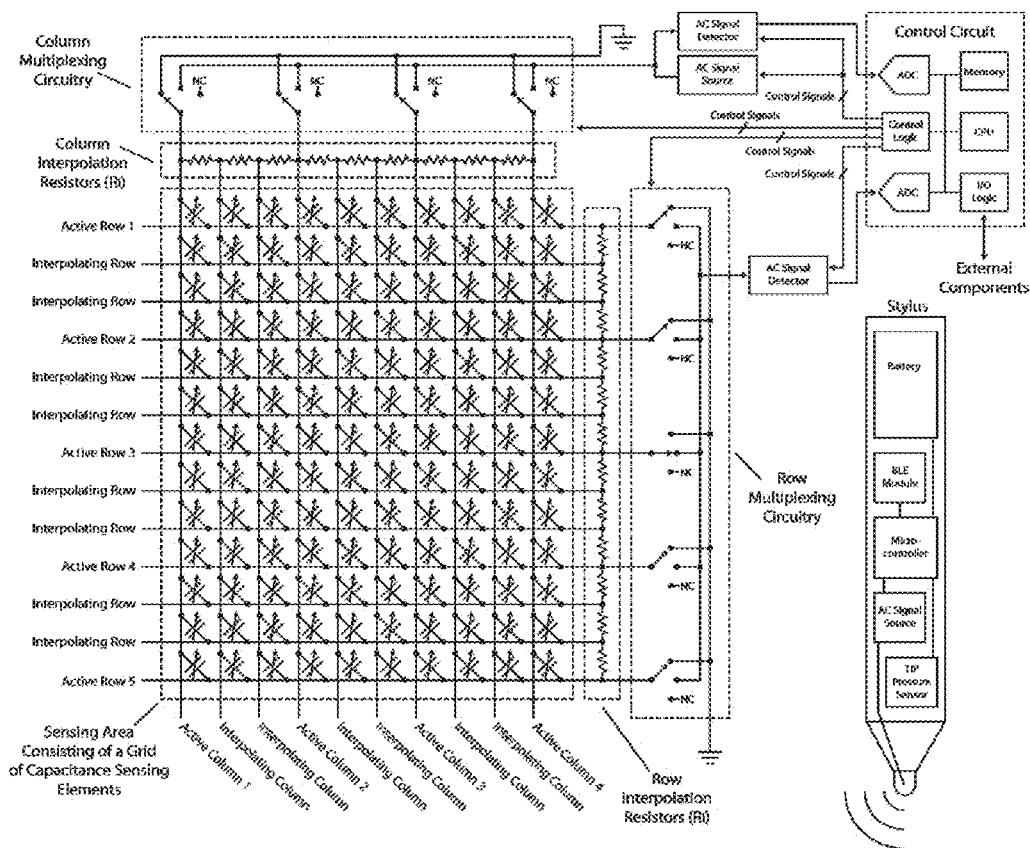 Column
Multiplexing
Circuitry
NC
NC
NC
NC
AC Signal
Detector
AC Signal
Source
Control Circuit
ADC
Memory
Control Signals
Control Signals
Control
Logic
CPU
Control Signals
Control Signals
ADC
I/O
Logic
Column
Interpolation
Resistors (Ri)
Active Row 1
Interpolating Row
Interpolating Row
Active Row 2
Interpolating Row
Interpolating Row
Active Row 3
Interpolating Row
Interpolating Row
Active Row 4
Interpolating Row
Interpolating Row
Active Row 5
NC
NC
NC
NC
NC
AC Signal
Detector
External
Components
Row
Multiplexing
Circuitry
Stylus
Battery
BLE
Module
Micro-
controller
AC Signal
Source
TIP
Pressure
Sensor
Sensing Area
Consisting of a Grid
of Capacitance Sensing
Elements
Active Column 1
Interpolating Column
Interpolating Column
Active Column 2
Interpolating Column
Interpolating Column
Active Column 3
Interpolating Column
Interpolating Column
Active Column 4
Row
Interpolation
Resistors (Ri)